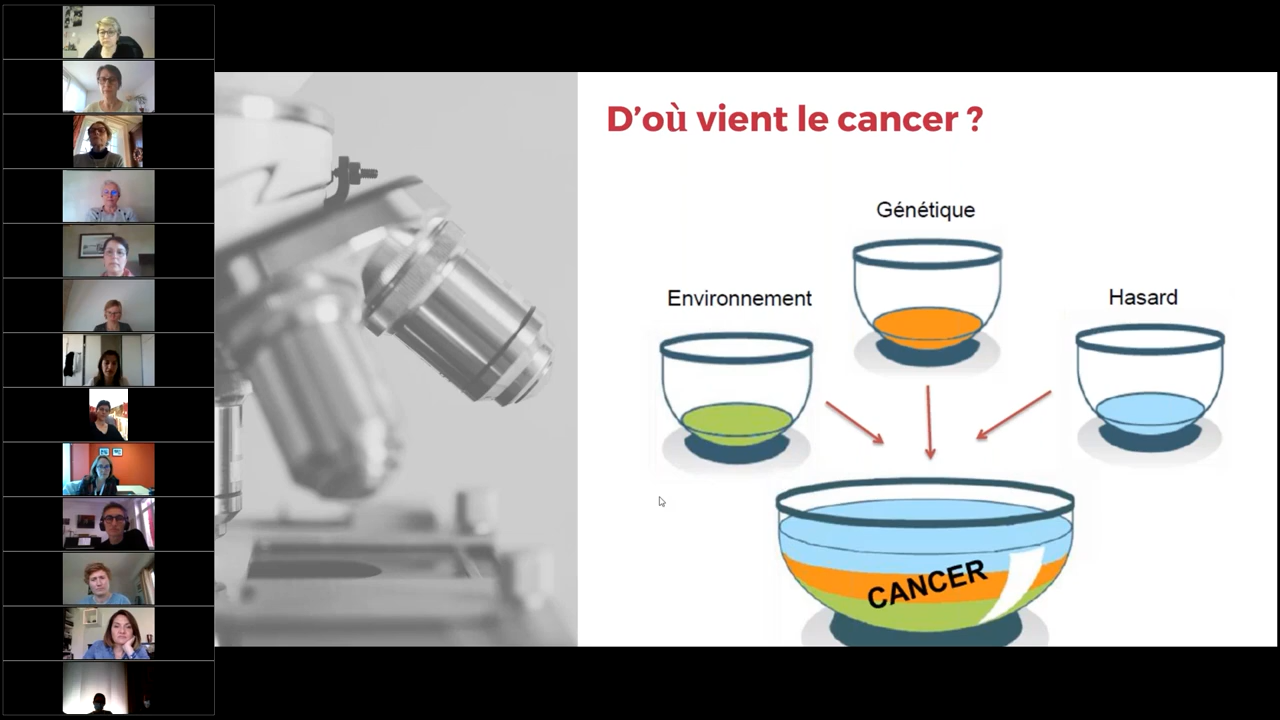 D'où vient le cancer ?
Génétique
Environnement
Hasard
CANCER